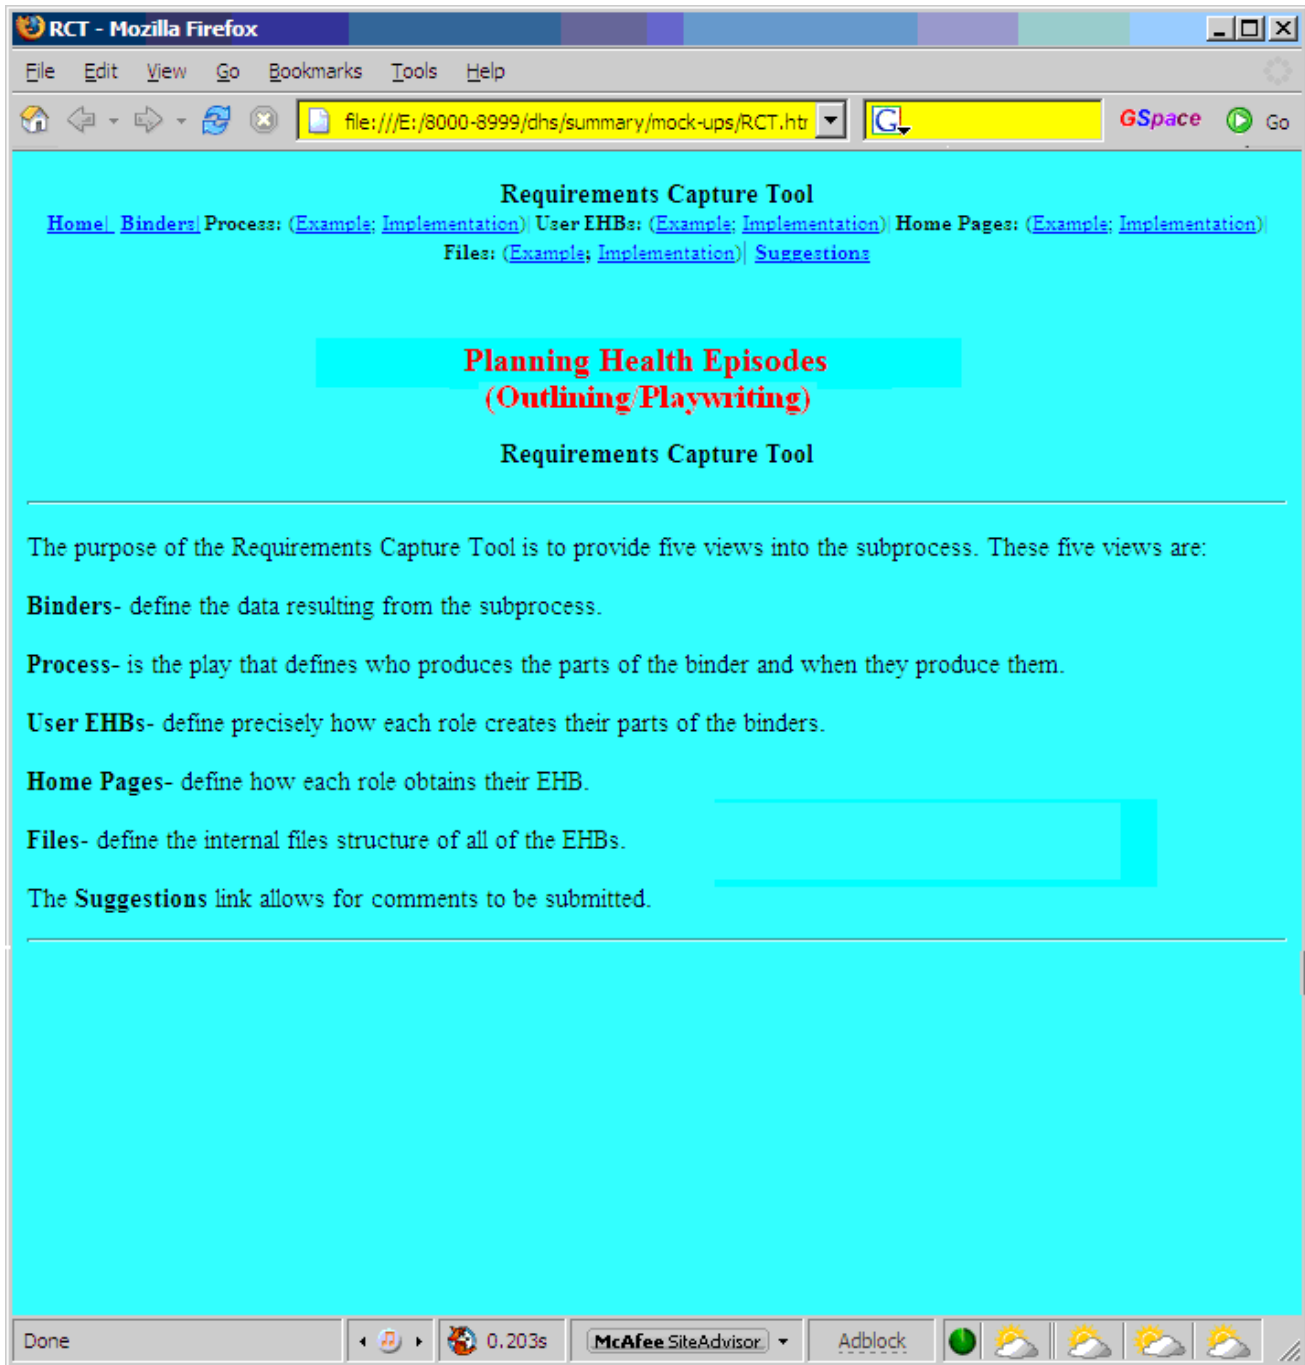 RCT - Mozilla Firefox
File Edit View Go Bookmarks Tools Help
file:///E:/8000-8999/dhs/summary/mock-ups/RCT.htr G GSpace Go
Requirements Capture Tool
Home| Binders| Process: (Example; Implementation)| User EHBs: (Example; Implementation)| Home Pages: (Example; Implementation)|
Files: (Example; Implementation)| Suggestions
Planning Health Episodes
(Outlining/Playwriting)
Requirements Capture Tool
The purpose of the Requirements Capture Tool is to provide five views into the subprocess. These five views are:
Binders- define the data resulting from the subprocess.
Process- is the play that defines who produces the parts of the binder and when they produce them.
User EHBs- define precisely how each role creates their parts of the binders.
Home Pages- define how each role obtains their EHB.
Files- define the internal files structure of all of the EHBs.
The Suggestions link allows for comments to be submitted.
Done 0.203s McAfee SiteAdvisor Adblock